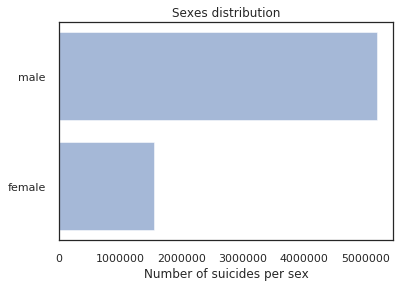 Sexes distribution
male
female
0 1000000 2000000 3000000 4000000 5000000
Number of suicides per sex